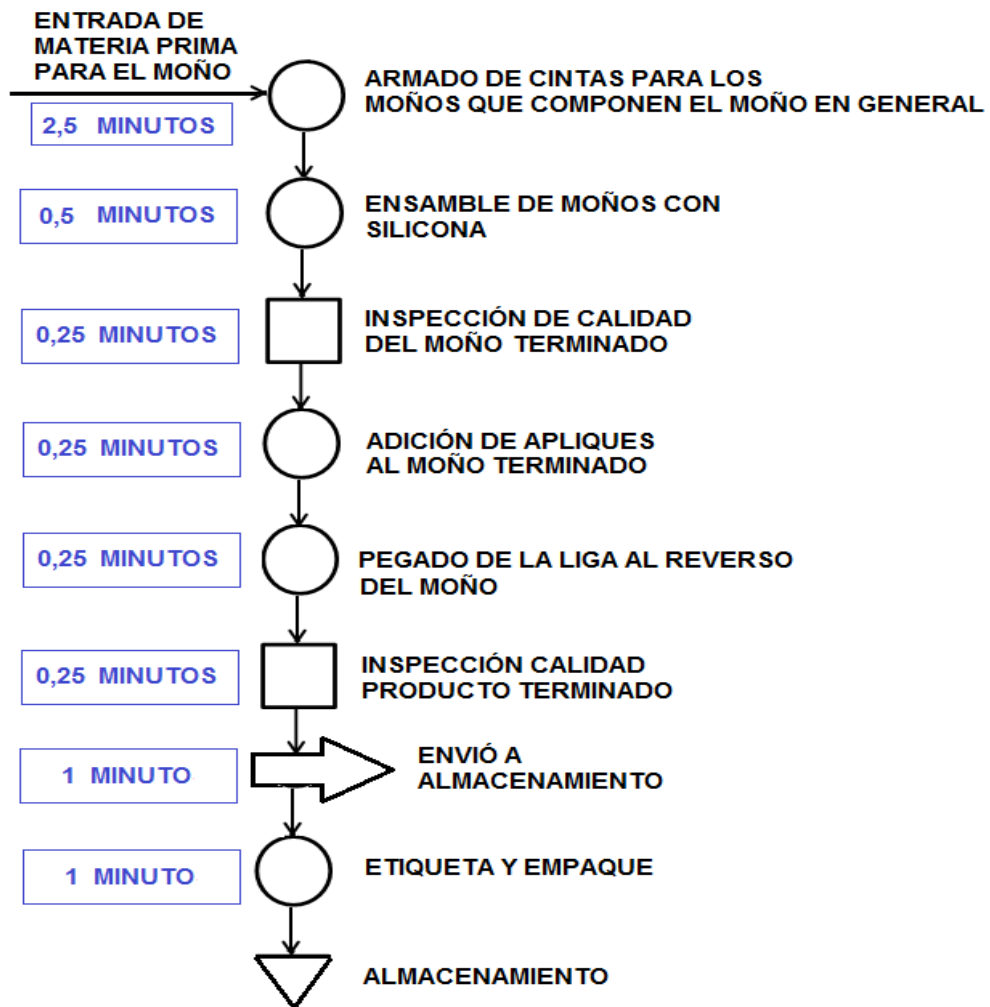 ENTRADA DE
MATERIA PRIMA
PARA EL MOÑO
2,5 MINUTOS
ARMADO DE CINTAS PARA LOS
MOÑOS QUE COMPONEN EL MOÑO EN GENERAL
0,5 MINUTOS
ENSAMBLE DE MOÑOS CON
SILICONA
0,25 MINUTOS
INSPECCIÓN DE CALIDAD
DEL MOÑO TERMINADO
0,25 MINUTOS
ADICIÓN DE APLIQUES
AL MOÑO TERMINADO
0,25 MINUTOS
PEGADO DE LA LIGA AL REVERSO
DEL MOÑO
0,25 MINUTOS
INSPECCIÓN CALIDAD
PRODUCTO TERMINADO
1 MINUTO
ENVIÓ A
ALMACENAMIENTO
1 MINUTO
ETIQUETA Y EMPAQUE
ALMACENAMIENTO